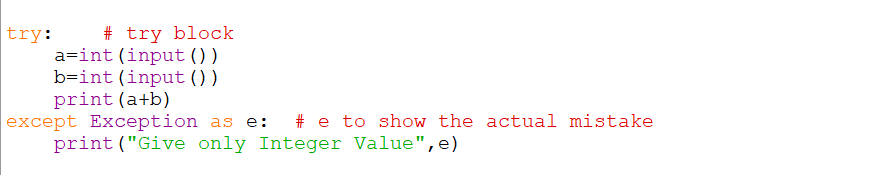 try:    # try block
    a=int(input())
    b=int(input())
    print(a+b)
except Exception as e:  # e to show the actual mistake
    print("Give only Integer Value",e)